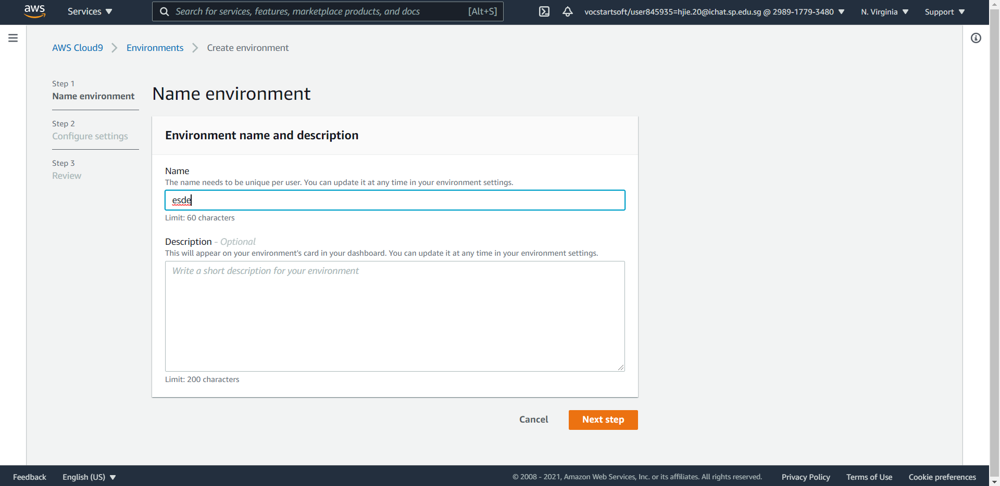 aws
Services
Search for services, features, marketplace products, and docs [Alt+S]
vocstartsoft/user845935=hjie.20@ichat.sp.edu.sg @ 2989-1779-3480
N. Virginia
Support
AWS Cloud9
Environments
Create environment
Step 1
Name environment
Step 2
Configure settings
Step 3
Review
Name environment
Environment name and description
Name
The name needs to be unique per user. You can update it at any time in your environment settings.
esde
Limit: 60 characters
Description - Optional
This will appear on your environment's card in your dashboard. You can update it at any time in your environment settings.
Write a short description for your environment
Limit: 200 characters
Cancel
Next step
Feedback
English (US)
© 2008 - 2021, Amazon Web Services, Inc. or its affiliates. All rights reserved.
Privacy Policy
Terms of Use
Cookie preferences